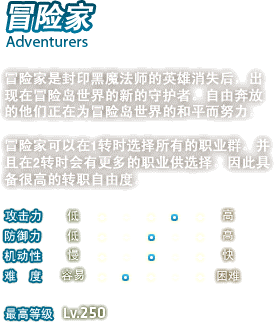 冒险家
Adventurers
冒险家是封印黑魔法师的英雄消失后，出
现在冒险岛世界的新的守护者。自由奔放
的他们正在为冒险岛世界的和平而努力。
冒险家可以在1转时选择所有的职业群，并
且在2转时会有更多的职业供选择，因此具
备很高的转职自由度。
攻击力 低 高
防御力 低 高
机动性 慢 快
难 度 容易 困难
最高等级 Lv.250